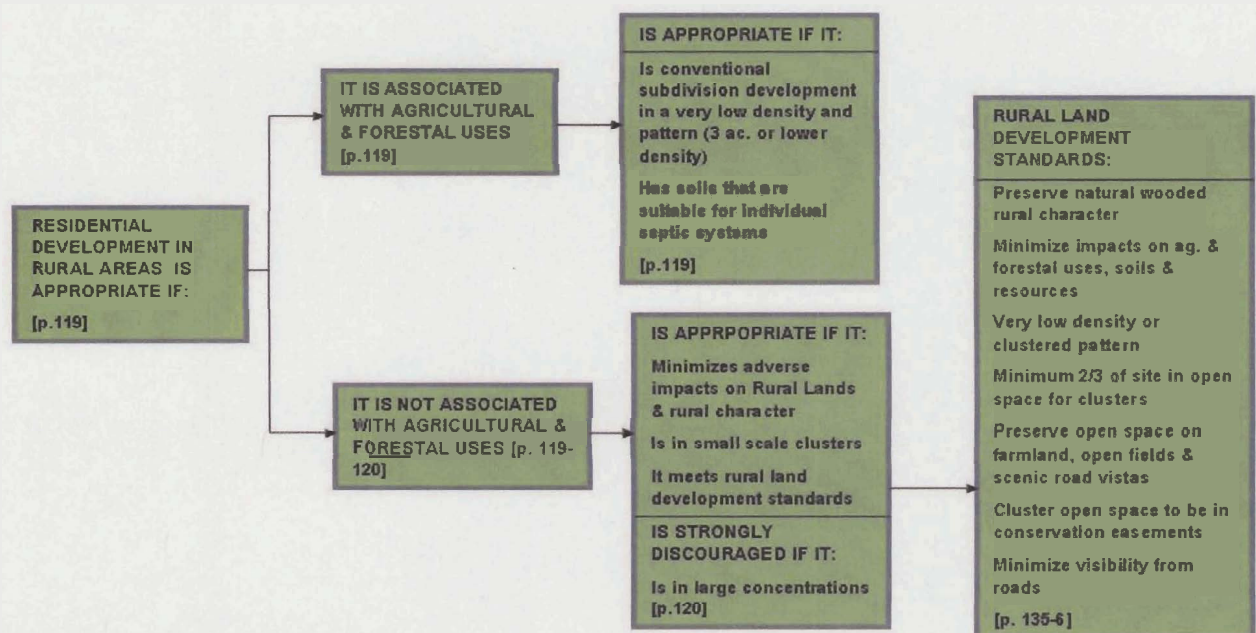 RESIDENTIAL
DEVELOPMENT IN
RURAL AREAS IS
APPROPRIATE IF:
[p.119]
IT IS ASSOCIATED
WITH AGRICULTURAL
& FORESTAL USES
[p.119]
IS APPROPRIATE IF IT:
Is conventional
subdivision development
in a very low density and
pattern (3 ac. or lower
density)
Has soils that are
suitable for individual
septic systems
[p.119]
IT IS NOT ASSOCIATED
WITH AGRICULTURAL &
FORESTAL USES [p. 119-
120]
IS APPRPOPRIATE IF IT:
Minimizes adverse
impacts on Rural Lands
& rural character
Is in small scale clusters
It meets rural land
development standards
IS STRONGLY
DISCOURAGED IF IT:
Is in large concentrations
[p.120]
RURAL LAND
DEVELOPMENT
STANDARDS:
Preserve natural wooded
rural character
Minimize impacts on ag. &
forestal uses, soils &
resources
Very low density or
clustered pattern
Minimum 2/3 of site in open
space for clusters
Preserve open space on
farmland, open fields &
scenic road vistas
Cluster open space to be in
conservation easements
Minimize visibility from
roads
[p. 135-6]